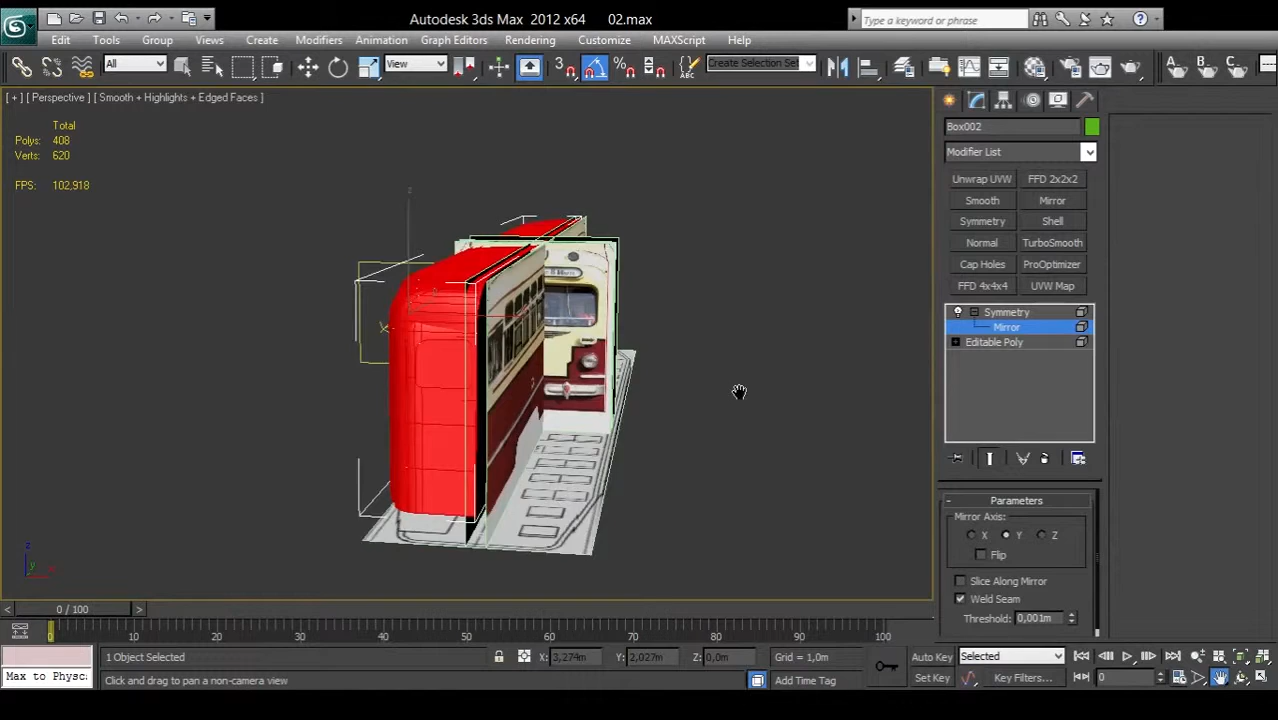 Autodesk 3ds Max 2012 x64 02.max
Type a keyword or phrase
Edit Tools Group Views Create Modifiers Animation Graph Editors Rendering Customize MAXScript Help
All View 3 % ABC Create Selection Set A B C
[ + ] [ Perspective ] [ Smooth + Highlights + Edged Faces ]
Total
Polys: 408
Verts: 620
FPS: 102,918
Box002
Modifier List
Unwrap UVW FFD 2x2x2
Smooth Mirror
Symmetry Shell
Normal TurboSmooth
Cap Holes ProOptimizer
FFD 4x4x4 UVW Map
Symmetry
Mirror
Editable Poly
Parameters
Mirror Axis:
X Y Z
Flip
Slice Along Mirror
Weld Seam
Threshold: 0,001m
z
x
z
y
0 / 100
0 10 20 30 40 50 60 70 80 90 100
1 Object Selected X: 3,274m Y: 2,027m Z: 0,0m Grid = 1,0m Auto Key Selected
Max to Physc Click and drag to pan a non-camera view Add Time Tag Set Key Key Filters... 0